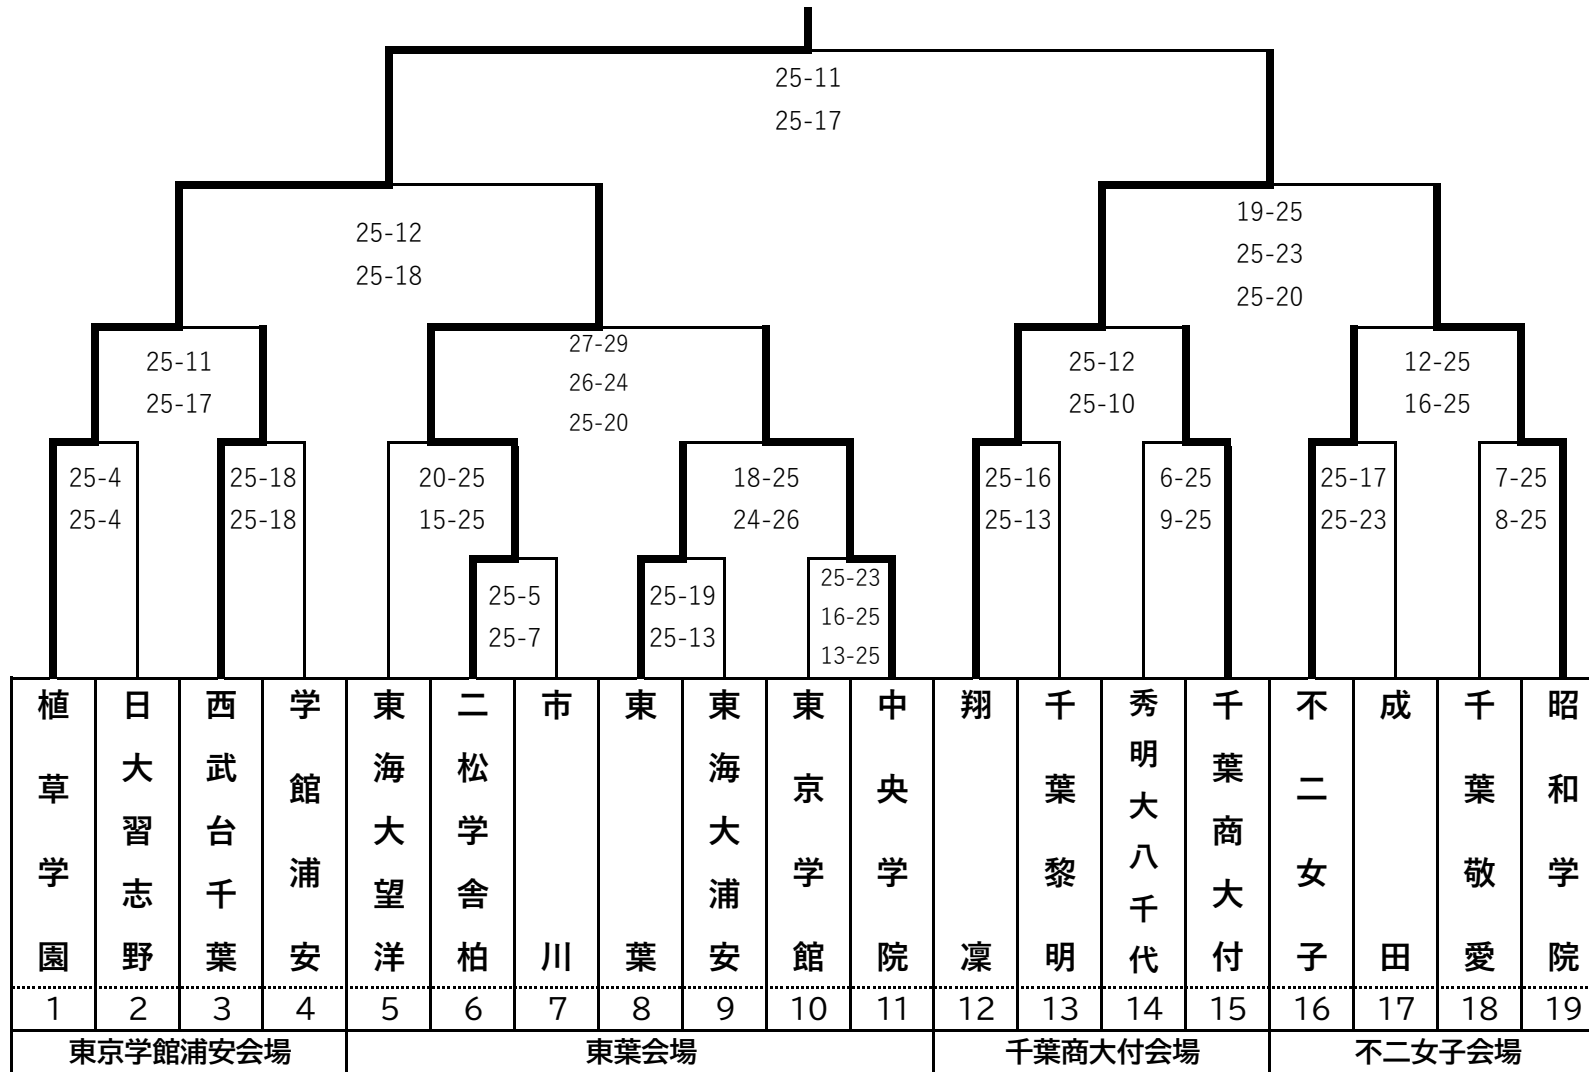 25-11
25-17
25-12
25-18
19-25
25-23
25-20
25-11
25-17
27-29
26-24
25-20
25-12
25-10
12-25
16-25
25-4
25-4
25-18
25-18
20-25
15-25
18-25
24-26
25-16
25-13
6-25
9-25
25-17
25-23
7-25
8-25
25-5
25-7
25-19
25-13
25-23
16-25
13-25
植草学園
日大習志野
西武台千葉
学館浦安
東海大望洋
二松学舎柏
市川
東葉
東海大浦安
東京学館
中央学院
翔凜
千葉黎明
秀明大八千代
千葉商大付
不二女子
成田
千葉敬愛
昭和学院
1 2 3 4 5 6 7 8 9 10 11 12 13 14 15 16 17 18 19
東京学館浦安会場 東葉会場 千葉商大付会場 不二女子会場